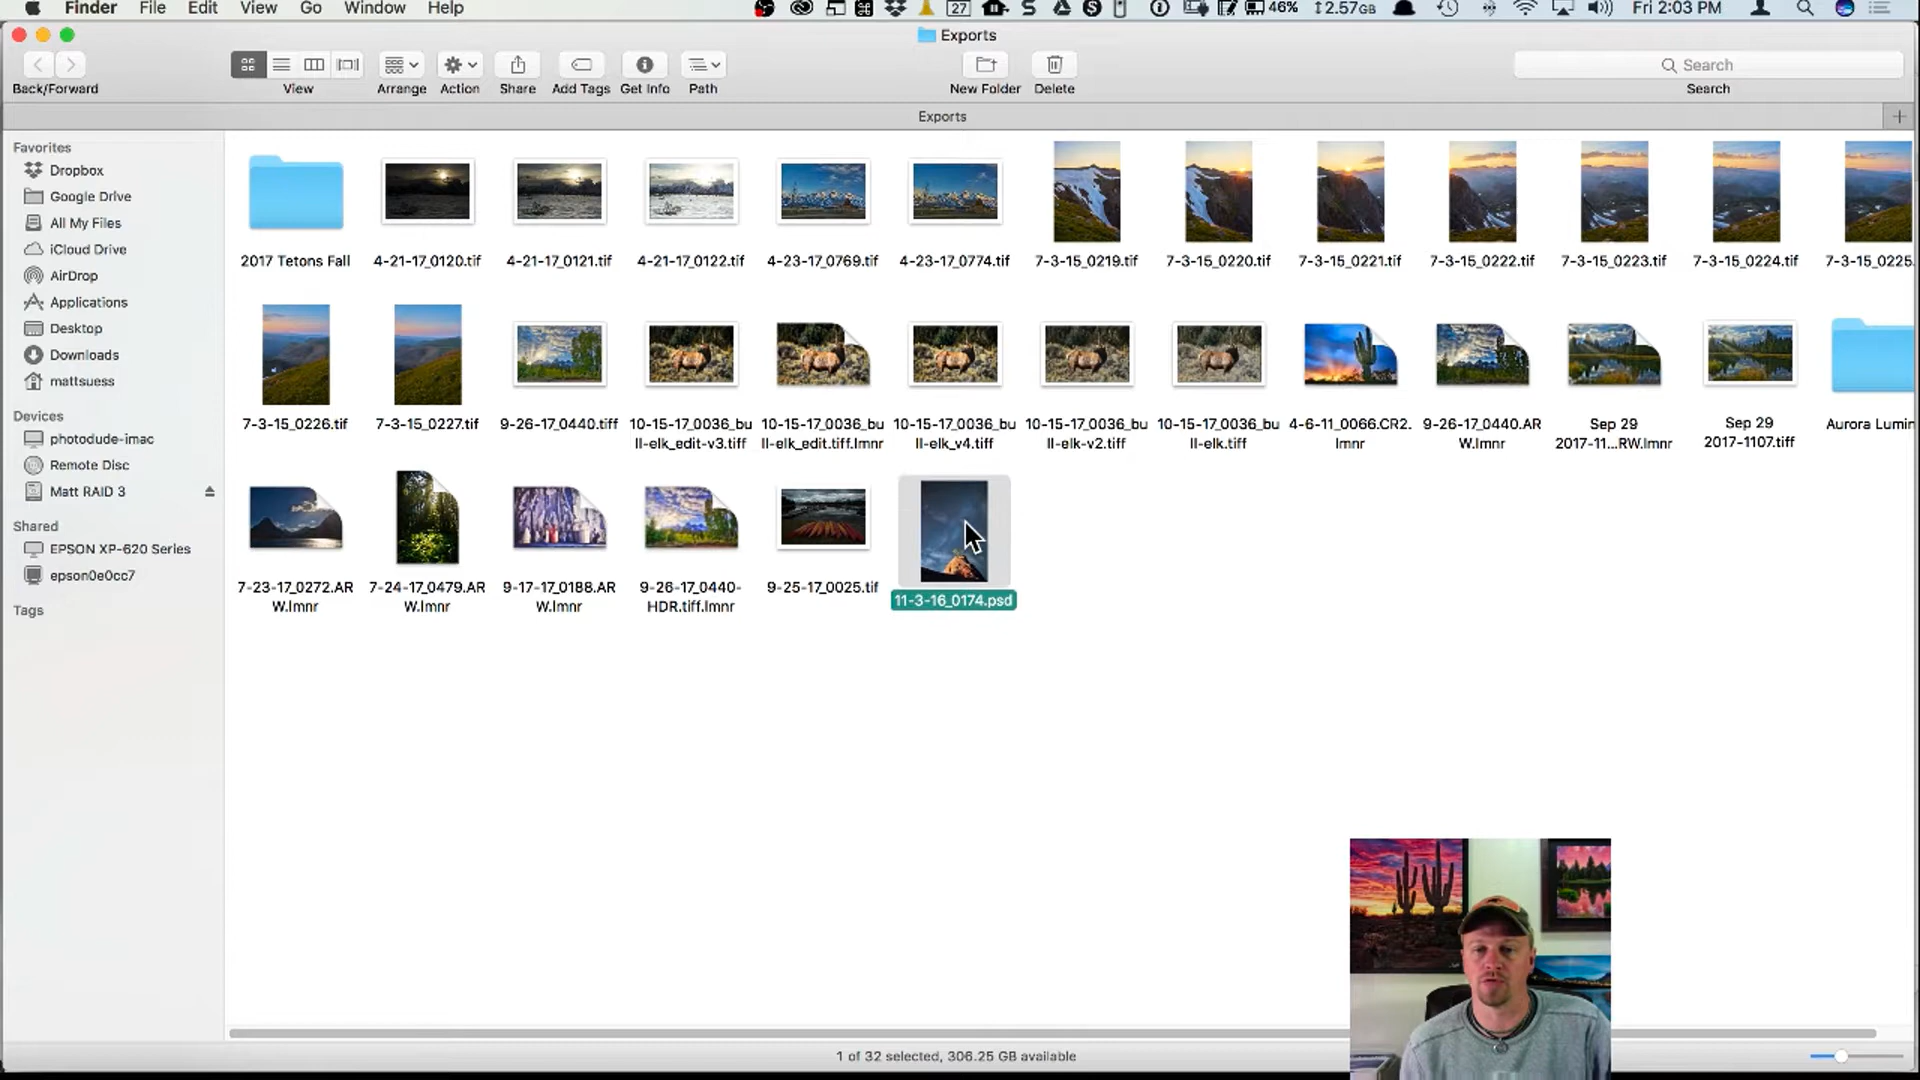 Finder File Edit View Go Window Help
27 46% 2.57GB Fri 2:03 PM
Exports
Back/Forward View Arrange Action Share Add Tags Get Info Path New Folder Delete Search
Search
Exports
Favorites
Dropbox
Google Drive
All My Files
iCloud Drive
AirDrop
Applications
Desktop
Downloads
mattsuess
Devices
photodude-imac
Remote Disc
Matt RAID 3
Shared
EPSON XP-620 Series
epson0e0cc7
Tags
2017 Tetons Fall
4-21-17_0120.tif
4-21-17_0121.tif
4-21-17_0122.tif
4-23-17_0769.tif
4-23-17_0774.tif
7-3-15_0219.tif
7-3-15_0220.tif
7-3-15_0221.tif
7-3-15_0222.tif
7-3-15_0223.tif
7-3-15_0224.tif
7-3-15_0225.
7-3-15_0226.tif
7-3-15_0227.tif
9-26-17_0440.tiff
10-15-17_0036_bu
ll-elk_edit-v3.tiff
10-15-17_0036_bu
ll-elk_edit.tiff.lmnr
10-15-17_0036_bu
ll-elk_v4.tiff
10-15-17_0036_bu
ll-elk-v2.tiff
10-15-17_0036_bu
ll-elk.tiff
4-6-11_0066.CR2.
lmnr
9-26-17_0440.AR
W.lmnr
Sep 29
2017-11...RW.lmnr
Sep 29
2017-1107.tiff
Aurora Lumin
7-23-17_0272.AR
W.lmnr
7-24-17_0479.AR
W.lmnr
9-17-17_0188.AR
W.lmnr
9-26-17_0440-
HDR.tiff.lmnr
9-25-17_0025.tif
11-3-16_0174.psd
1 of 32 selected, 306.25 GB available